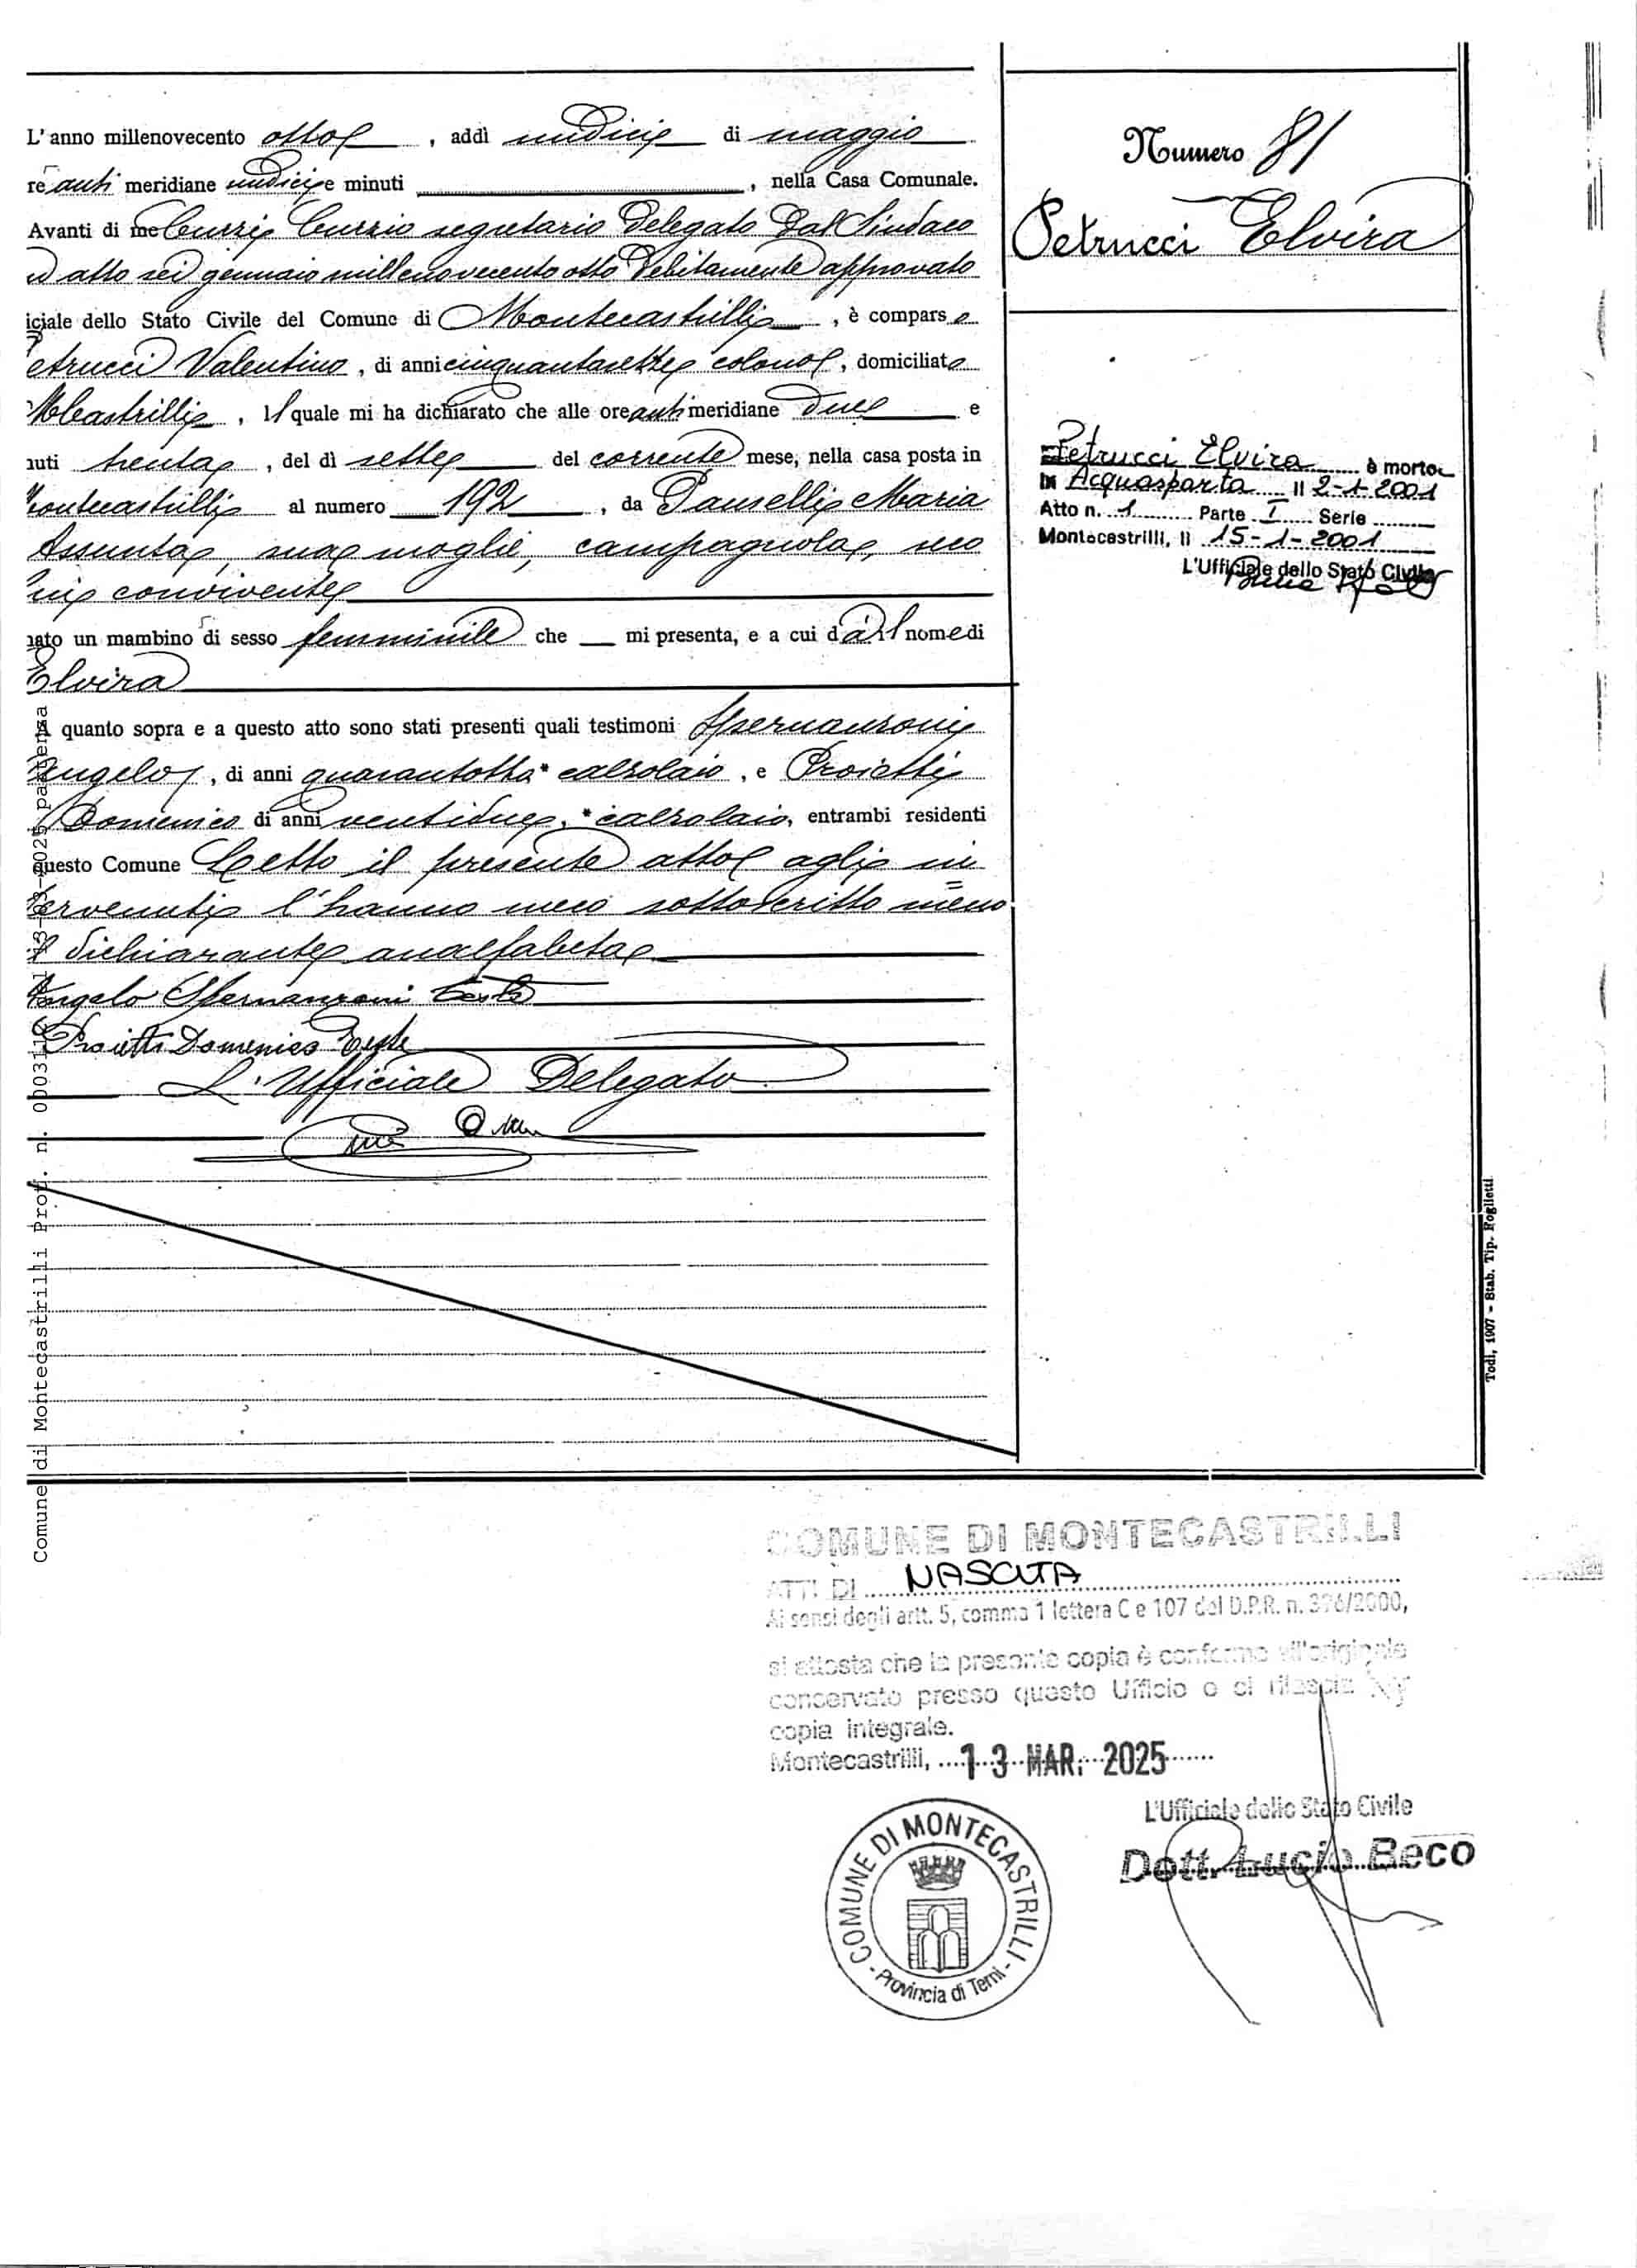 L'anno millenovecento otto, addì undici di maggio
re anti meridiane undici e minuti , nella Casa Comunale.
Avanti di me Curzi Curzio segretario Delegato Dal Sindaco
d atto sei gennaio millenovecento otto Debitamente approvato
iciale dello Stato Civile del Comune di Montecastrilli, è comparso
etrucci Valentino, di anni cinquantasette, colono, domiciliato
Mcastrilli, il quale mi ha dichiarato che alle ore anti meridiane due e
nuti trenta, del dì sette del corrente mese, nella casa posta in
Montecastrilli al numero 192, da Pauselli Maria
Assunta, sua moglie, campagnola, seco
lui convivente
nato un mambino di sesso femminile che — mi presenta, e a cui dà il nome di
Elvira
A quanto sopra e a questo atto sono stati presenti quali testimoni Spernanzoni
Angelo, di anni quarantotto * calzolaio, e Proietti
Domenico di anni ventidue, * calzolaio, entrambi residenti
questo Comune Letto il presente atto agli in=
tervenuti l'hanno meco sottoscritto meno
il dichiarante analfabeta
Angelo Spernanzoni teste
Proietti Domenico Teste
L'Ufficiale Delegato
Numero 81
Petrucci Elvira
Petrucci Elvira è morta
in Acquasparta il 2-1-2001
Atto n. 1 Parte I Serie
Montecastrilli, li 15-1-2001
L'Ufficiale dello Stato Civile
Todi, 1907 - Stab. Tip. Foglietti
Comune di Montecastrilli Prot. n. 000311 13-03-2025 partenza
COMUNE DI MONTECASTRILLI
ATTI DI NASCITA
Ai sensi degli artt. 5, comma 1 lettera C e 107 del D.P.R. n. 396/2000,
si attesta che la presente copia è conforme all'originale
conservato presso questo Ufficio e si rilascia
copia integrale.
Montecastrilli, 13 MAR. 2025
L'Ufficiale dello Stato Civile
Dott. Lucio Beco
COMUNE DI MONTECASTRILLI
- Provincia di Terni -